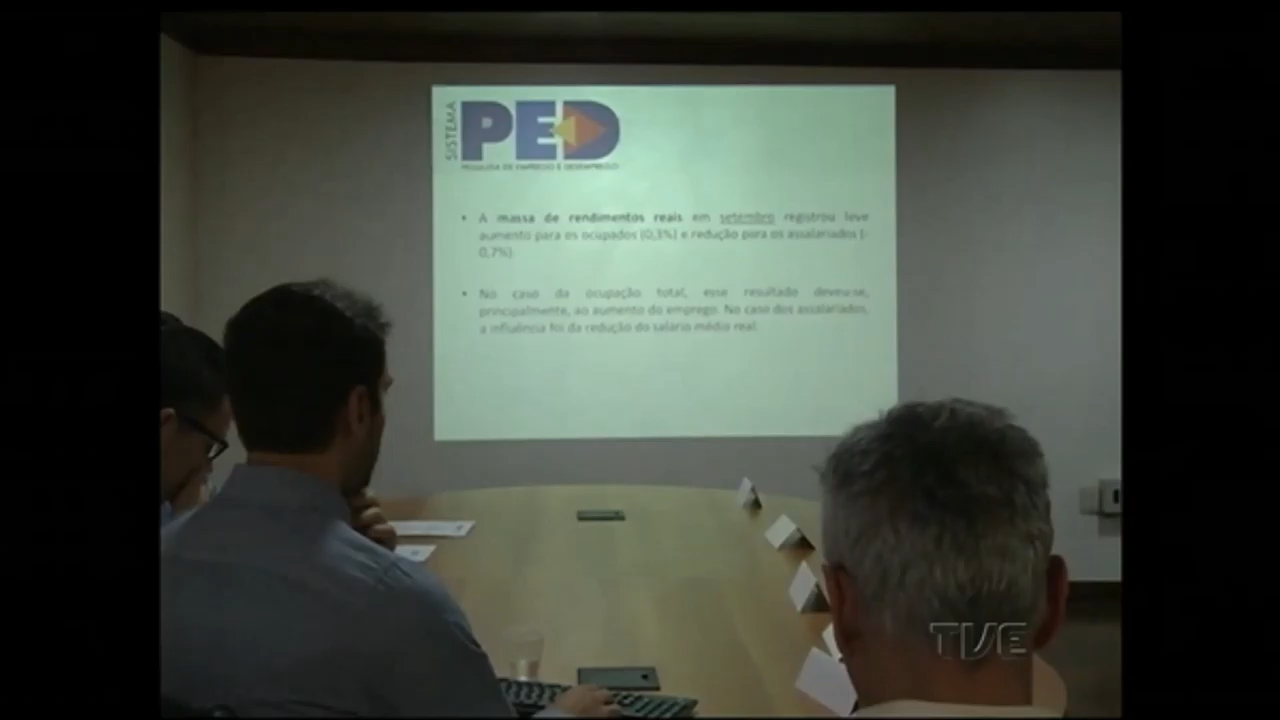 SISTEMA
PED
PESQUISA DE EMPREGO E DESEMPREGO
• A massa de rendimentos reais em setembro registrou leve
aumento para os ocupados (0,3%) e redução para os assalariados (-
0,7%)
• No caso da ocupação total, esse resultado deveu-se,
principalmente, ao aumento do emprego. No caso dos assalariados,
a influência foi da redução do salário médio real.
TVE